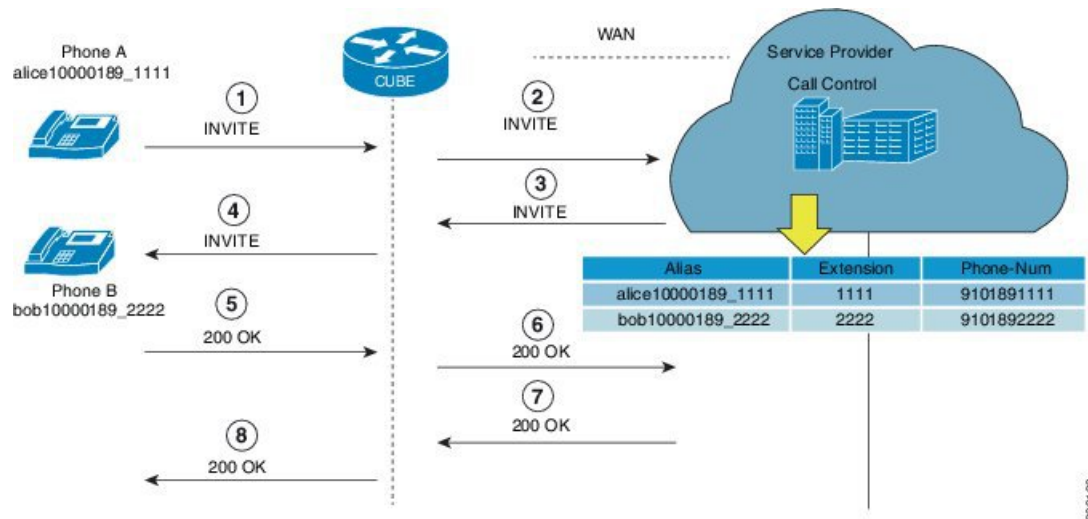 Phone A
alice10000189_1111
CUBE
WAN
Service Provider
Call Control
1
INVITE
2
INVITE
3
INVITE
4
INVITE
Phone B
bob10000189_2222
Alias Extension Phone-Num
alice10000189_1111 1111 9101891111
bob10000189_2222 2222 9101892222
5
200 OK
6
200 OK
7
200 OK
8
200 OK